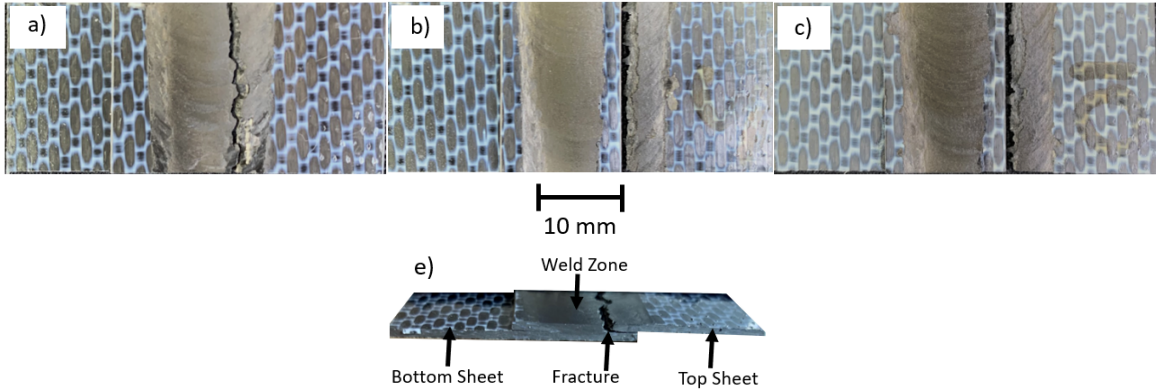 a)
b)
c)
10 mm
e)
Weld Zone
Bottom Sheet
Fracture
Top Sheet